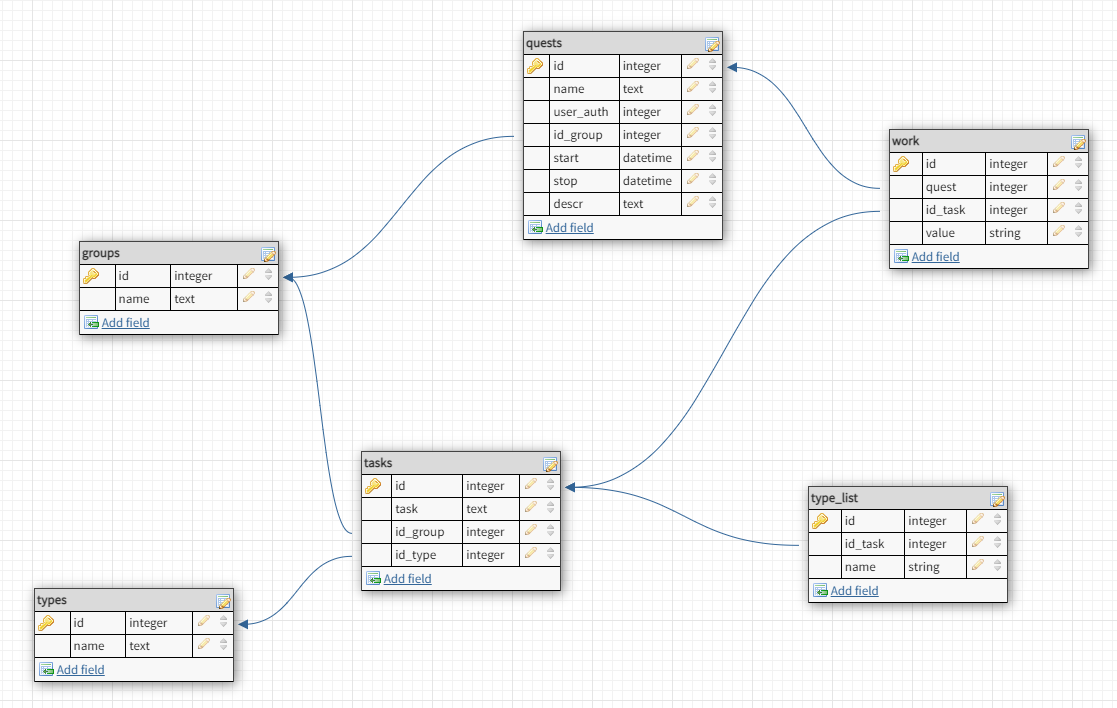 quests
id integer
name text
user_auth integer
id_group integer
start datetime
stop datetime
descr text
Add field
work
id integer
quest integer
id_task integer
value string
Add field
groups
id integer
name text
Add field
tasks
id integer
task text
id_group integer
id_type integer
Add field
type_list
id integer
id_task integer
name string
Add field
types
id integer
name text
Add field